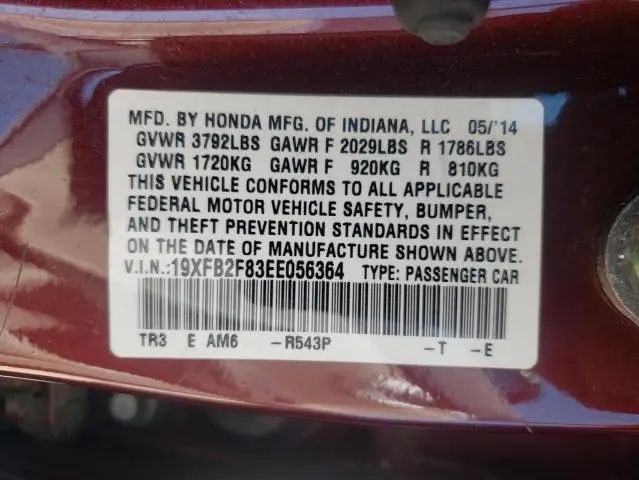 MFD. BY HONDA MFG. OF INDIANA, LLC 05/'14
GVWR 3792LBS GAWR F 2029LBS R 1786LBS
GVWR 1720KG GAWR F 920KG R 810KG
THIS VEHICLE CONFORMS TO ALL APPLICABLE
FEDERAL MOTOR VEHICLE SAFETY, BUMPER,
AND THEFT PREVENTION STANDARDS IN EFFECT
ON THE DATE OF MANUFACTURE SHOWN ABOVE.
V.I.N.:19XFB2F83EE056364 TYPE: PASSENGER CAR
TR3 E AM6 -R543P -T -E